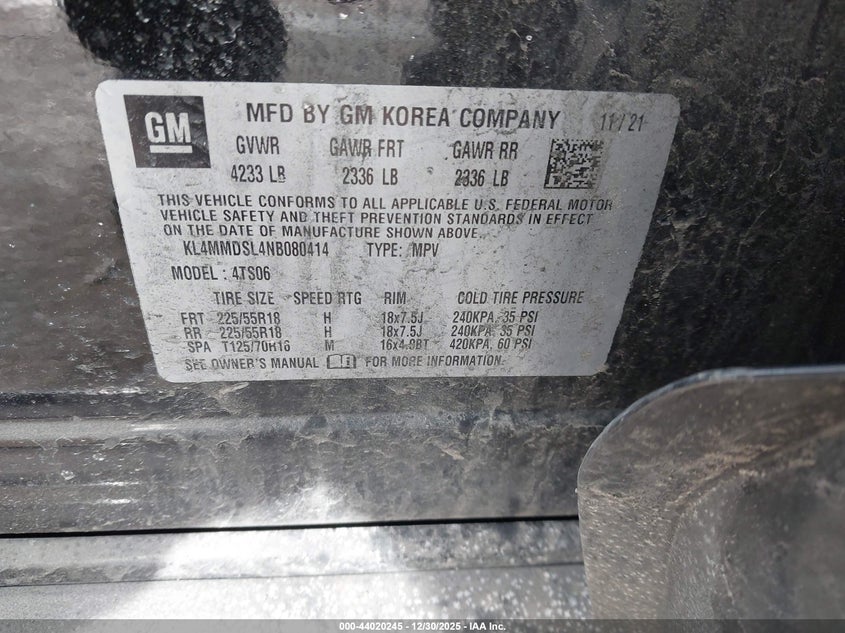 GM
MFD BY GM KOREA COMPANY 11/21
GVWR GAWR FRT GAWR RR
4233 LB 2336 LB 2336 LB
THIS VEHICLE CONFORMS TO ALL APPLICABLE U.S. FEDERAL MOTOR
VEHICLE SAFETY AND THEFT PREVENTION STANDARDS IN EFFECT
ON THE DATE OF MANUFACTURE SHOWN ABOVE.
KL4MMDSL4NB080414 TYPE: MPV
MODEL: 4TS06
TIRE SIZE SPEED RTG RIM COLD TIRE PRESSURE
FRT 225/55R18 H 18x7.5J 240KPA, 35 PSI
RR 225/55R18 H 18x7.5J 240KPA, 35 PSI
SPA T125/70R16 M 16x4.0BT 420KPA, 60 PSI
SEE OWNER'S MANUAL FOR MORE INFORMATION.
000-44020245 - 12/30/2025 - IAA Inc.